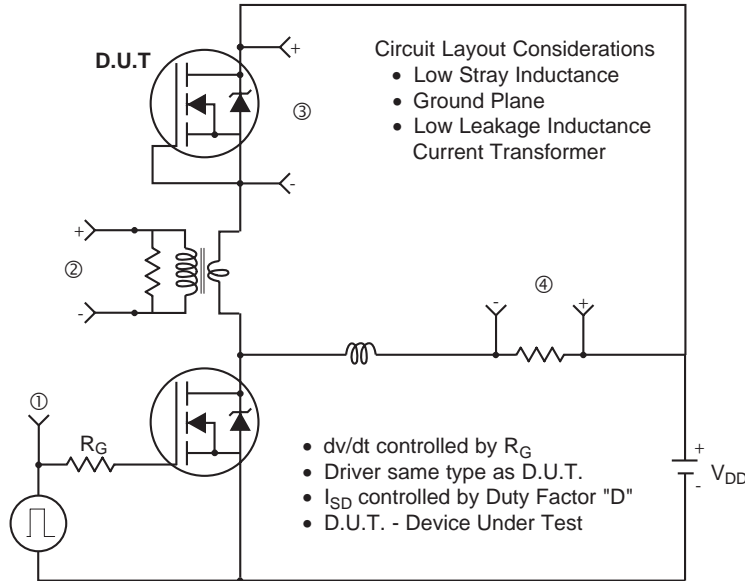 D.U.T
+
③
-
Circuit Layout Considerations
• Low Stray Inductance
• Ground Plane
• Low Leakage Inductance
Current Transformer
+
②
-
-
④
+
①
R_G
• dv/dt controlled by R_G
• Driver same type as D.U.T.
• I_SD controlled by Duty Factor "D"
• D.U.T. - Device Under Test
+
V_DD
-